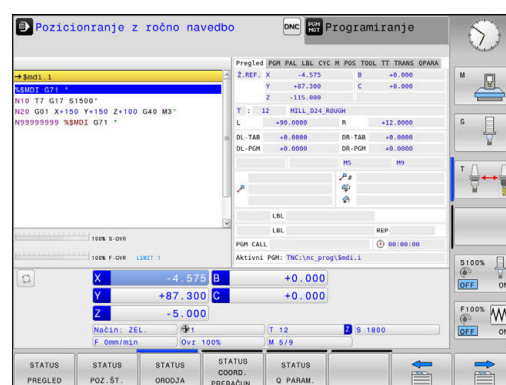 Pozicionranje z ročno navedbo
DNC
PGM MGT
Programiranje
→$mdi.i
%$MDI G71 *
N10 T7 G17 S1500*
N20 G01 X+150 Y+150 Z+100 G40 M3*
N99999999 %$MDI G71 *
100% S-OVR
100% F-OVR LIMIT 1
Pregled PGM PAL LBL CYC M POS TOOL TT TRANS QPARA
Ž.REF. X -4.575 B +0.000
Y +87.300 C +0.000
Z -115.000
T : 12 MILL_D24_ROUGH
L +90.0000 R +12.0000
DL-TAB +0.0000 DR-TAB +0.0000
DL-PGM +0.0000 DR-PGM +0.0000
M5 M9
LBL
LBL REP
PGM CALL 00:00:00
Aktivni PGM: TNC:\nc_prog\$mdi.i
X -4.575 B +0.000
Y +87.300 C +0.000
Z -5.000
Način: ŽEL. 1 T 12 Z S 1800
F 0mm/min Ovr 100% M 5/9
M
S
T
S100%
OFF ON
F100%
OFF ON
STATUS PREGLED
STATUS POZ.ŠT.
STATUS ORODJA
STATUS COORD. PRERAČUN.
STATUS Q PARAM.